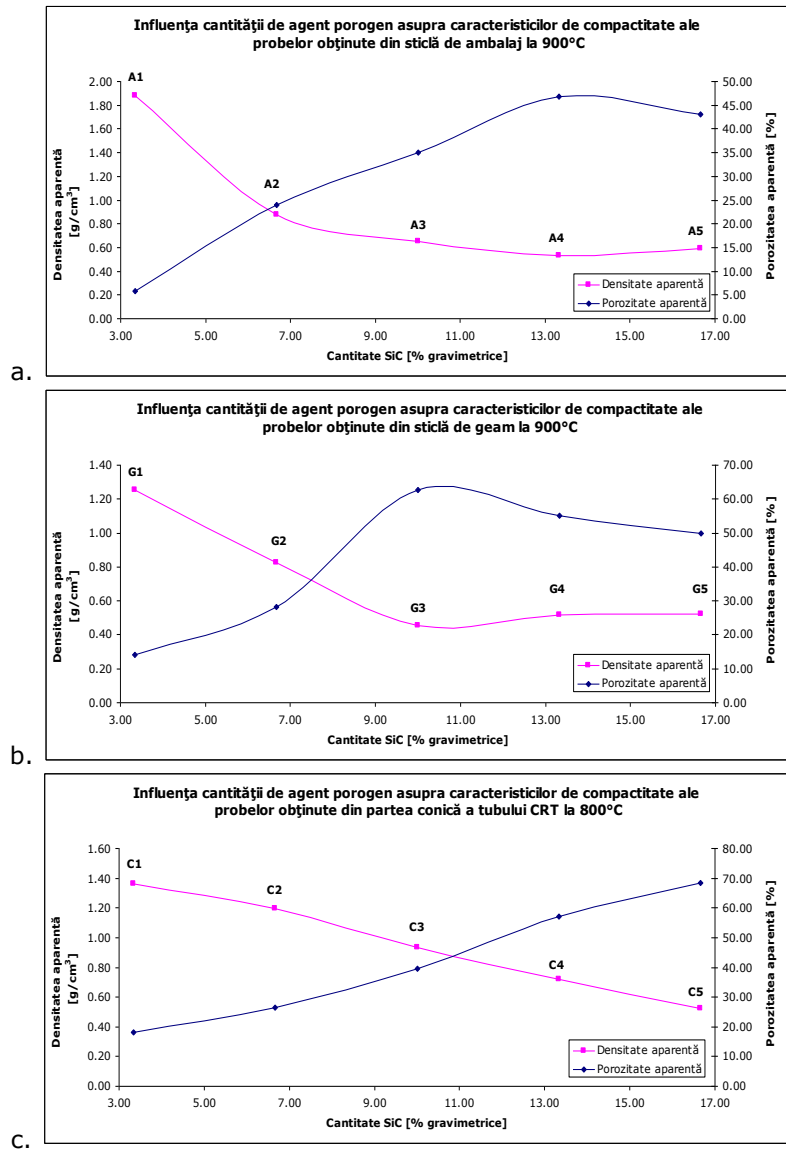 Influenţa cantităţii de agent porogen asupra caracteristicilor de compactitate ale
probelor obţinute din sticlă de ambalaj la 900°C
Densitatea aparentă
[g/cm³]
2.00
1.80
1.60
1.40
1.20
1.00
0.80
0.60
0.40
0.20
0.00
A1
A2
A3
A4
A5
Densitate aparentă
Porozitate aparentă
50.00
45.00
40.00
35.00
30.00
25.00
20.00
15.00
10.00
5.00
0.00
Porozitatea aparentă [%]
3.00 5.00 7.00 9.00 11.00 13.00 15.00 17.00
Cantitate SiC [% gravimetrice]
a.
Influenţa cantităţii de agent porogen asupra caracteristicilor de compactitate ale
probelor obţinute din sticlă de geam la 900°C
Densitatea aparentă
[g/cm³]
1.40
1.20
1.00
0.80
0.60
0.40
0.20
0.00
G1
G2
G3
G4
G5
Densitate aparentă
Porozitate aparentă
70.00
60.00
50.00
40.00
30.00
20.00
10.00
0.00
Porozitatea aparentă [%]
3.00 5.00 7.00 9.00 11.00 13.00 15.00 17.00
Cantitate SiC [% gravimetrice]
b.
Influenţa cantităţii de agent porogen asupra caracteristicilor de compactitate ale
probelor obţinute din partea conică a tubului CRT la 800°C
Densitatea aparentă
[g/cm³]
1.60
1.40
1.20
1.00
0.80
0.60
0.40
0.20
0.00
C1
C2
C3
C4
C5
Densitate aparentă
Porozitate aparentă
80.00
70.00
60.00
50.00
40.00
30.00
20.00
10.00
0.00
Porozitatea aparentă [%]
3.00 5.00 7.00 9.00 11.00 13.00 15.00 17.00
Cantitate SiC [% gravimetrice]
c.